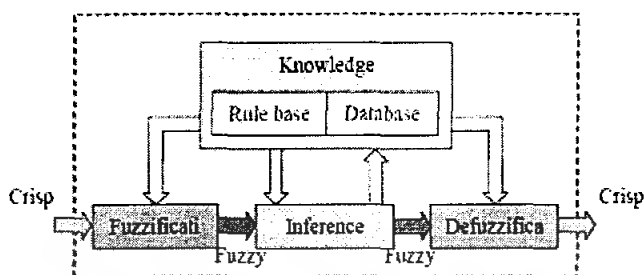 Knowledge
Rule base Database
Crisp Crisp
Fuzzificati Inference Defuzzifica
Fuzzy Fuzzy